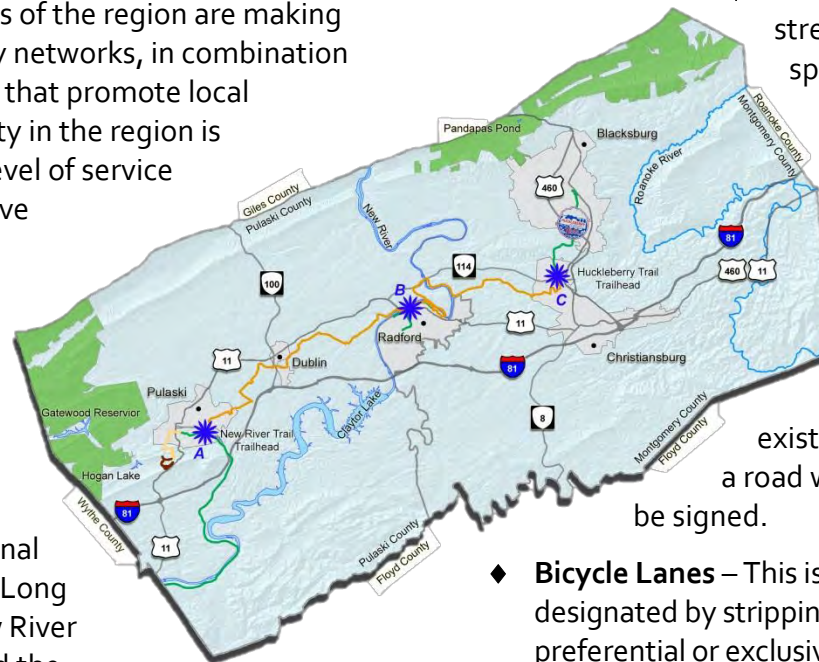 s of the region are making
y networks, in combination
that promote local
ty in the region is
evel of service
ve
stre
sp
Pandapas Pond
Blacksburg
Roanoke County
Montgomery County
Roanoke River
460
Giles County
Pulaski County
New River
81
460 11
114
Huckleberry Trail
Trailhead
C
100
B
11
Radford
Christiansburg
81
11
Dublin
Pulaski
Claytor Lake
8
Gatewood Reservior
New River Trail
Trailhead
A
Hogan Lake
Montgomery County
Floyd County
81
Wythe County
11
Pulaski County
Floyd County
exist
a road w
be signed.
nal
Long
River
d the
♦ Bicycle Lanes – This is
designated by stripping
preferential or exclusive